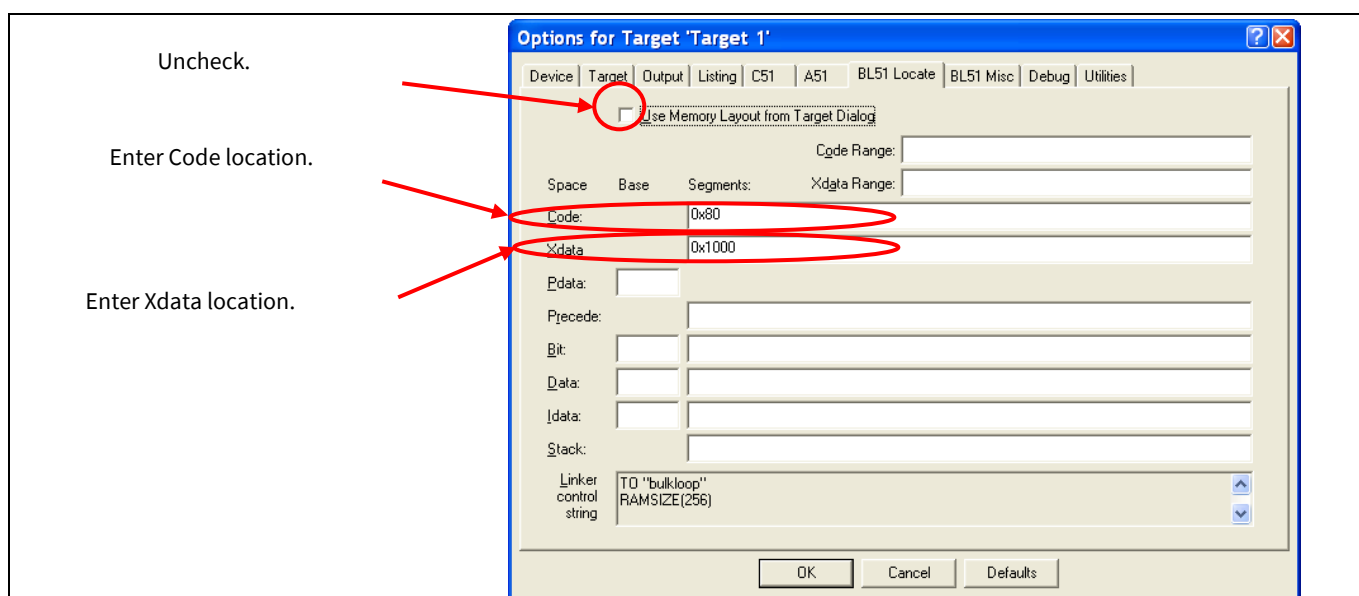 Uncheck.
Enter Code location.
Enter Xdata location.
Options for Target 'Target 1'
Device Target Output Listing C51 A51 BL51 Locate BL51 Misc Debug Utilities
Use Memory Layout from Target Dialog
Code Range:
Space Base Segments: Xdata Range:
Code: 0x80
Xdata 0x1000
Pdata:
Precede:
Bit:
Data:
Idata:
Stack:
Linker control string
TO "bulkloop"
RAMSIZE(256)
OK Cancel Defaults